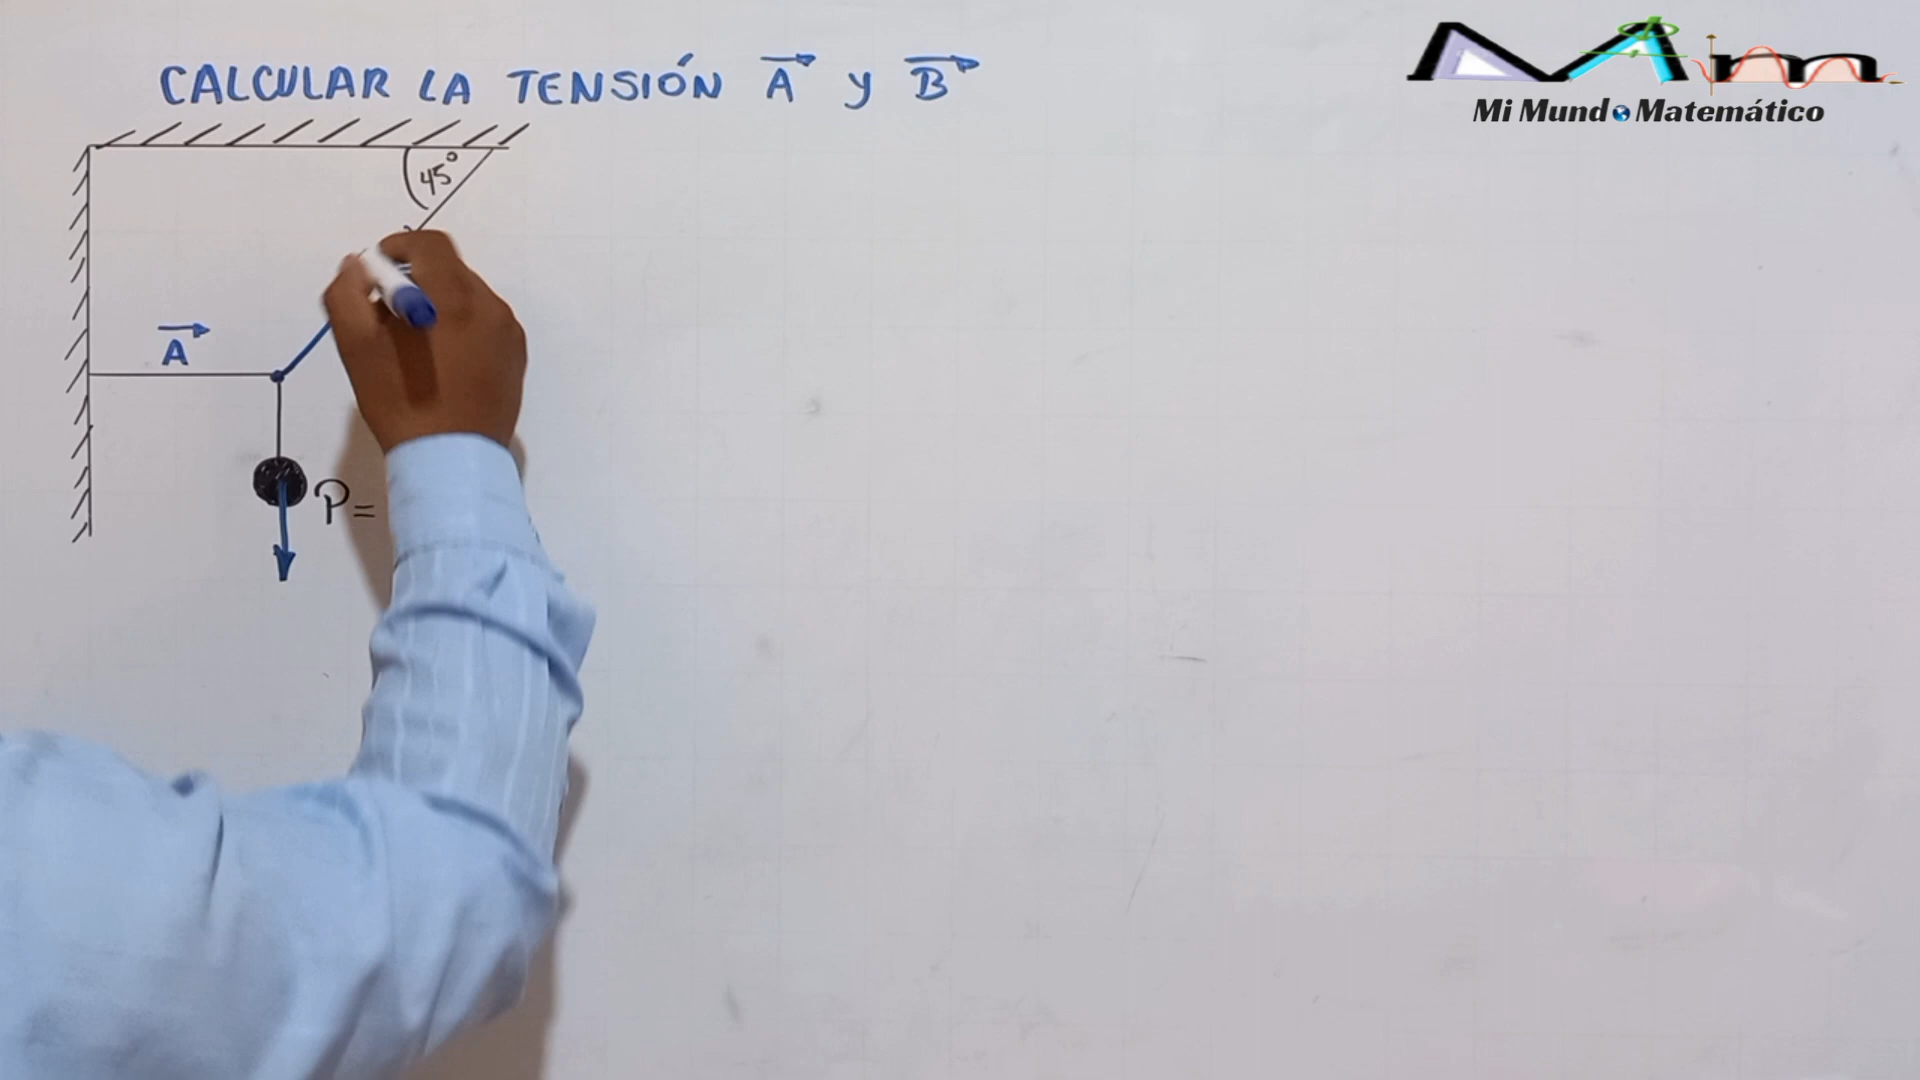 CALCULAR LA TENSIÓN A y B
Mi Mundo Matemático
45°
A
P=